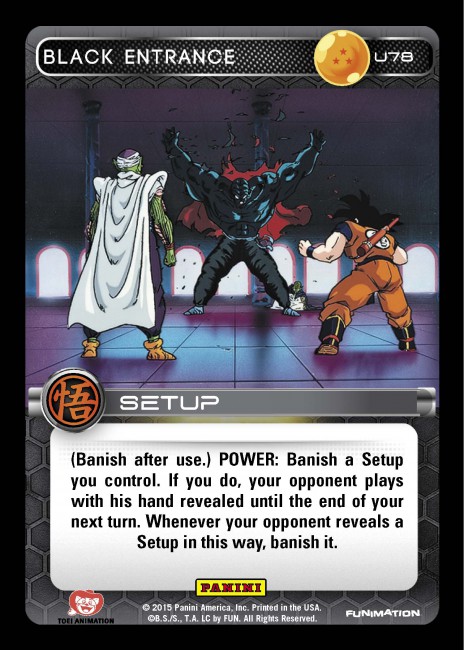 BLACK ENTRANCE U78
悟 SETUP
(Banish after use.) POWER: Banish a Setup
you control. If you do, your opponent plays
with his hand revealed until the end of your
next turn. Whenever your opponent reveals a
Setup in this way, banish it.
PANINI
TOEI ANIMATION
© 2015 Panini America, Inc. Printed in the USA.
©B.S./S., T.A. LC by FUN. All Rights Reserved.
FUNIMATION